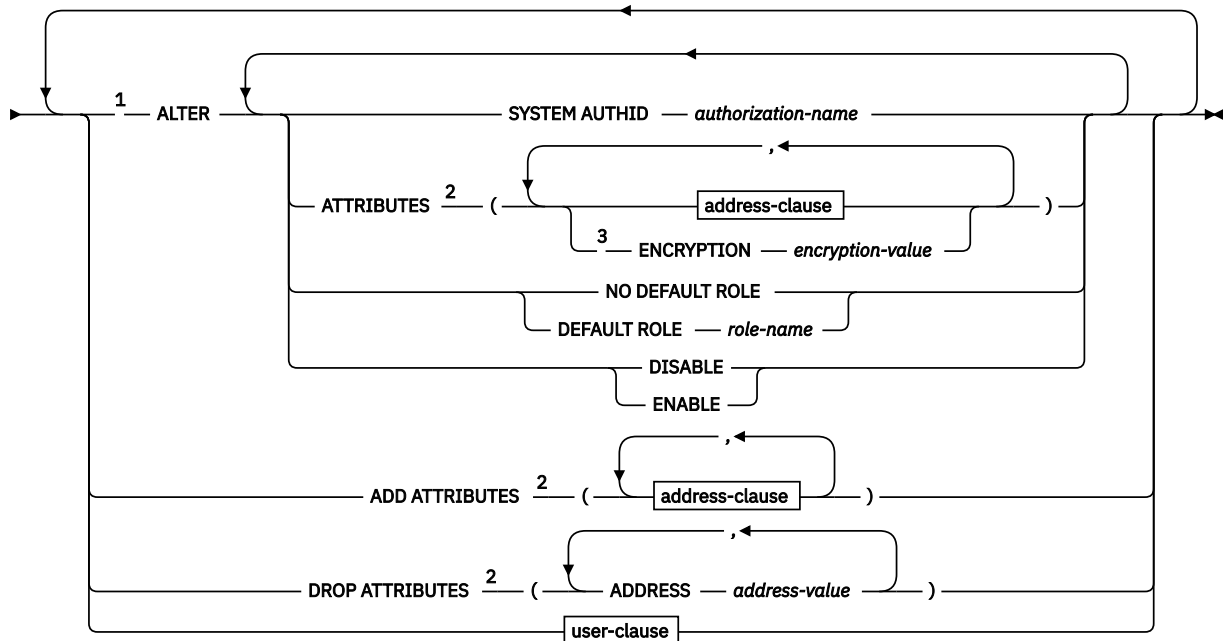 1 ALTER SYSTEM AUTHID authorization-name
,
ATTRIBUTES 2 ( address-clause )
3 ENCRYPTION encryption-value
NO DEFAULT ROLE
DEFAULT ROLE role-name
DISABLE
ENABLE
,
ADD ATTRIBUTES 2 ( address-clause )
,
DROP ATTRIBUTES 2 ( ADDRESS address-value )
user-clause